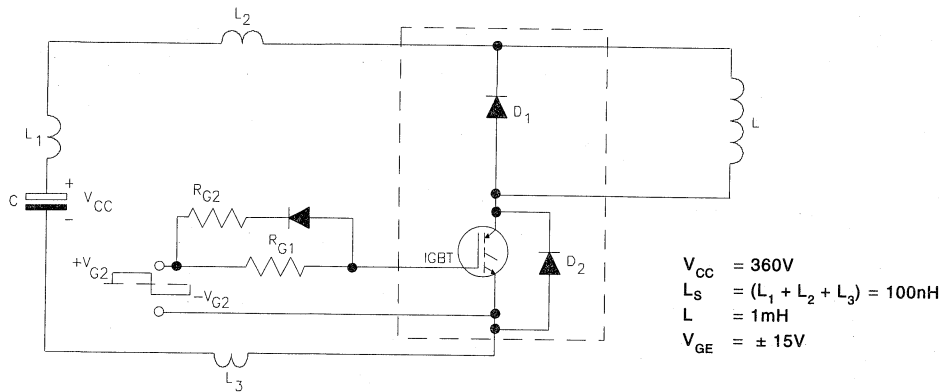 L2
L1
D1
L
C
+
VCC
-
RG2
RG1
+VG2
-VG2
IGBT
D2
L3
VCC = 360V
LS = (L1 + L2 + L3) = 100nH
L = 1mH
VGE = ± 15V